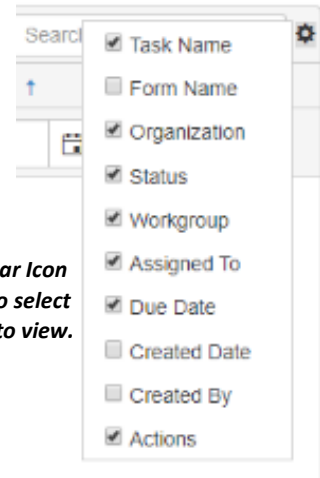 Search
Task Name
Form Name
Organization
Status
Workgroup
Assigned To
Due Date
Created Date
Created By
Actions
ar Icon
o select
to view.